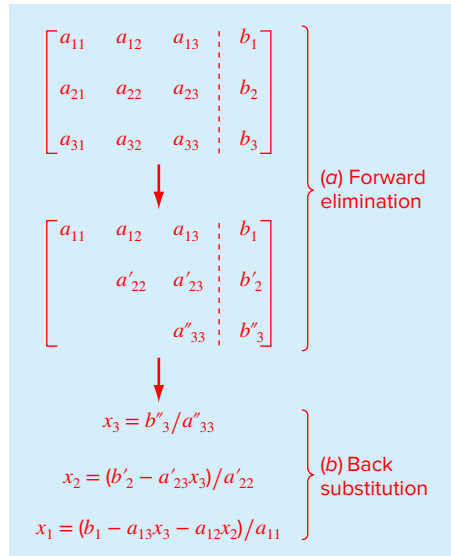 a₁₁ a₁₂ a₁₃ b₁
a₂₁ a₂₂ a₂₃ b₂
a₃₁ a₃₂ a₃₃ b₃
(a) Forward
elimination
a₁₁ a₁₂ a₁₃ b₁
a′₂₂ a′₂₃ b′₂
a″₃₃ b″₃
x₃ = b″₃/a″₃₃
x₂ = (b′₂ − a′₂₃x₃)/a′₂₂
x₁ = (b₁ − a₁₃x₃ − a₁₂x₂)/a₁₁
(b) Back
substitution